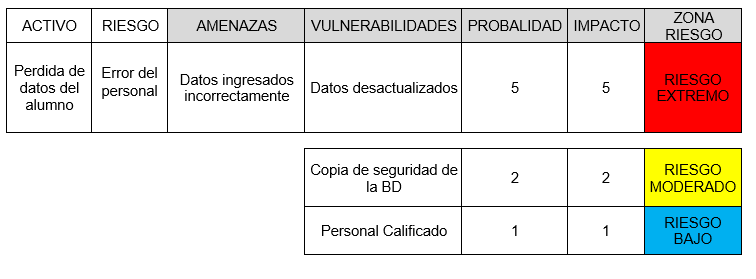 ACTIVO RIESGO AMENAZAS VULNERABILIDADES PROBALIDAD IMPACTO ZONA
RIESGO
Perdida de
datos del
alumno
Error del
personal
Datos ingresados
incorrectamente
Datos desactualizados
5
5
RIESGO
EXTREMO
Copia de seguridad de
la BD
2
2
RIESGO
MODERADO
Personal Calificado
1
1
RIESGO
BAJO